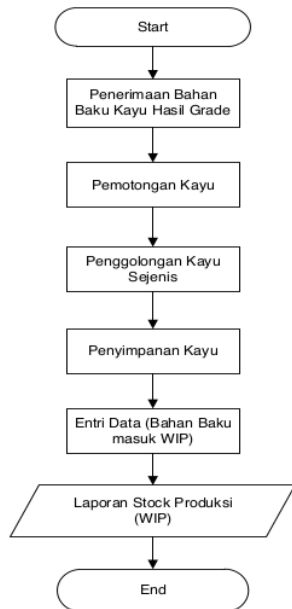 Start
Penerimaan Bahan
Baku Kayu Hasil Grade
Pemotongan Kayu
Penggolongan Kayu
Sejenis
Penyimpanan Kayu
Entri Data (Bahan Baku
masuk WIP)
Laporan Stock Produksi
(WIP)
End